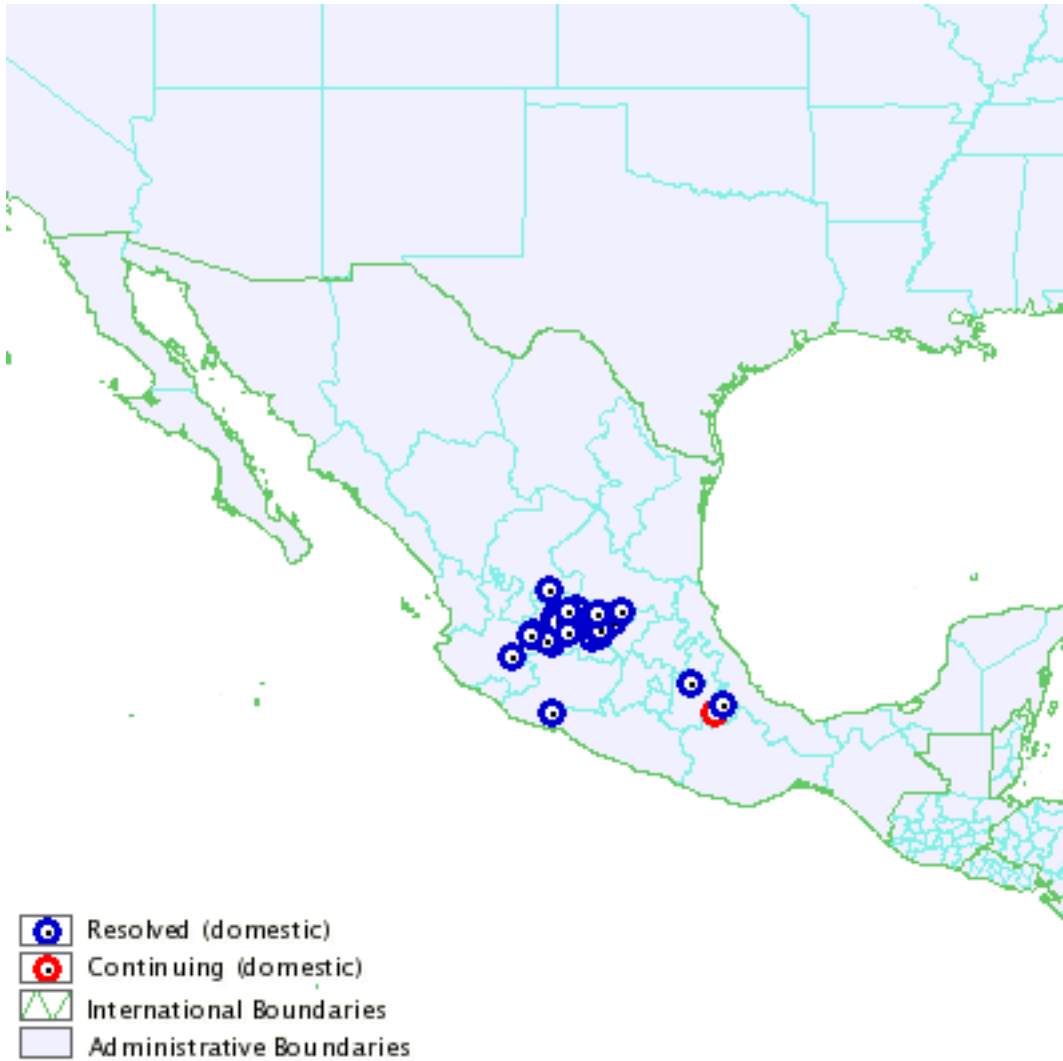 Resolved (domestic)
Continuing (domestic)
International Boundaries
Administrative Boundaries